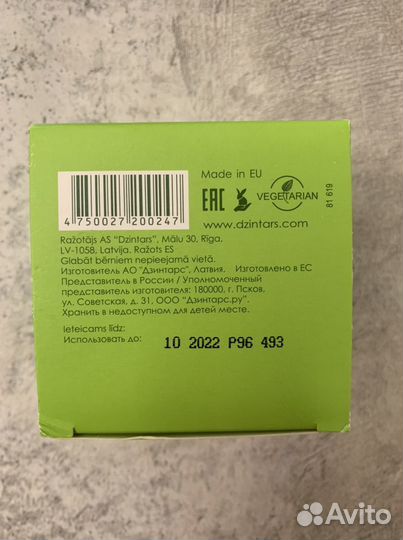 Made in EU
EAC
VEGETARIAN
81 619
4 750027 200247
www.dzintars.com
Ražotājs AS "Dzintars", Mālu 30, Rīga,
LV-1058, Latvija. Ražots ES
Glabāt bērniem nepieejamā vietā.
Изготовитель АО "Дзинтарс", Латвия. Изготовлено в ЕС
Представитель в России / Уполномоченный
представитель изготовителя: 180000, г. Псков,
ул. Советская, д. 31, ООО "Дзинтарс.ру".
Хранить в недоступном для детей месте.
Ieteicams līdz:
Использовать до: 10 2022 P96 493
Avito